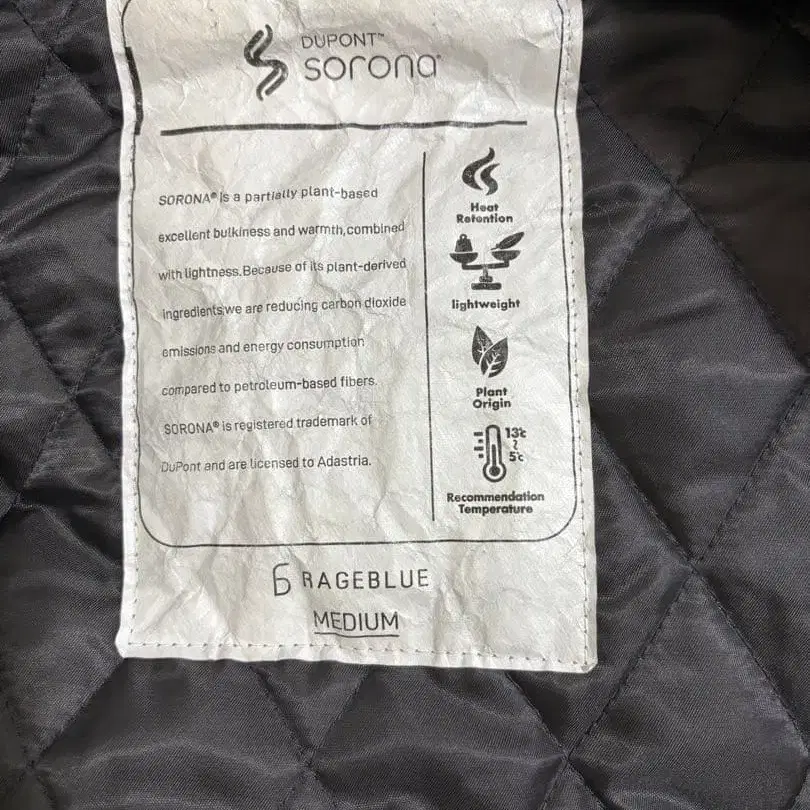 DUPONT™
sorona®
SORONA® is a partially plant-based
excellent bulkiness and warmth,combined
with lightness.Because of its plant-derived
ingredients,we are reducing carbon dioxide
emissions and energy consumption
compared to petroleum-based fibers.
SORONA® is registered trademark of
DuPont and are licensed to Adastria.
Heat
Retention
lightweight
Plant
Origin
13℃
≀
5℃
Recommendation
Temperature
RAGEBLUE
MEDIUM